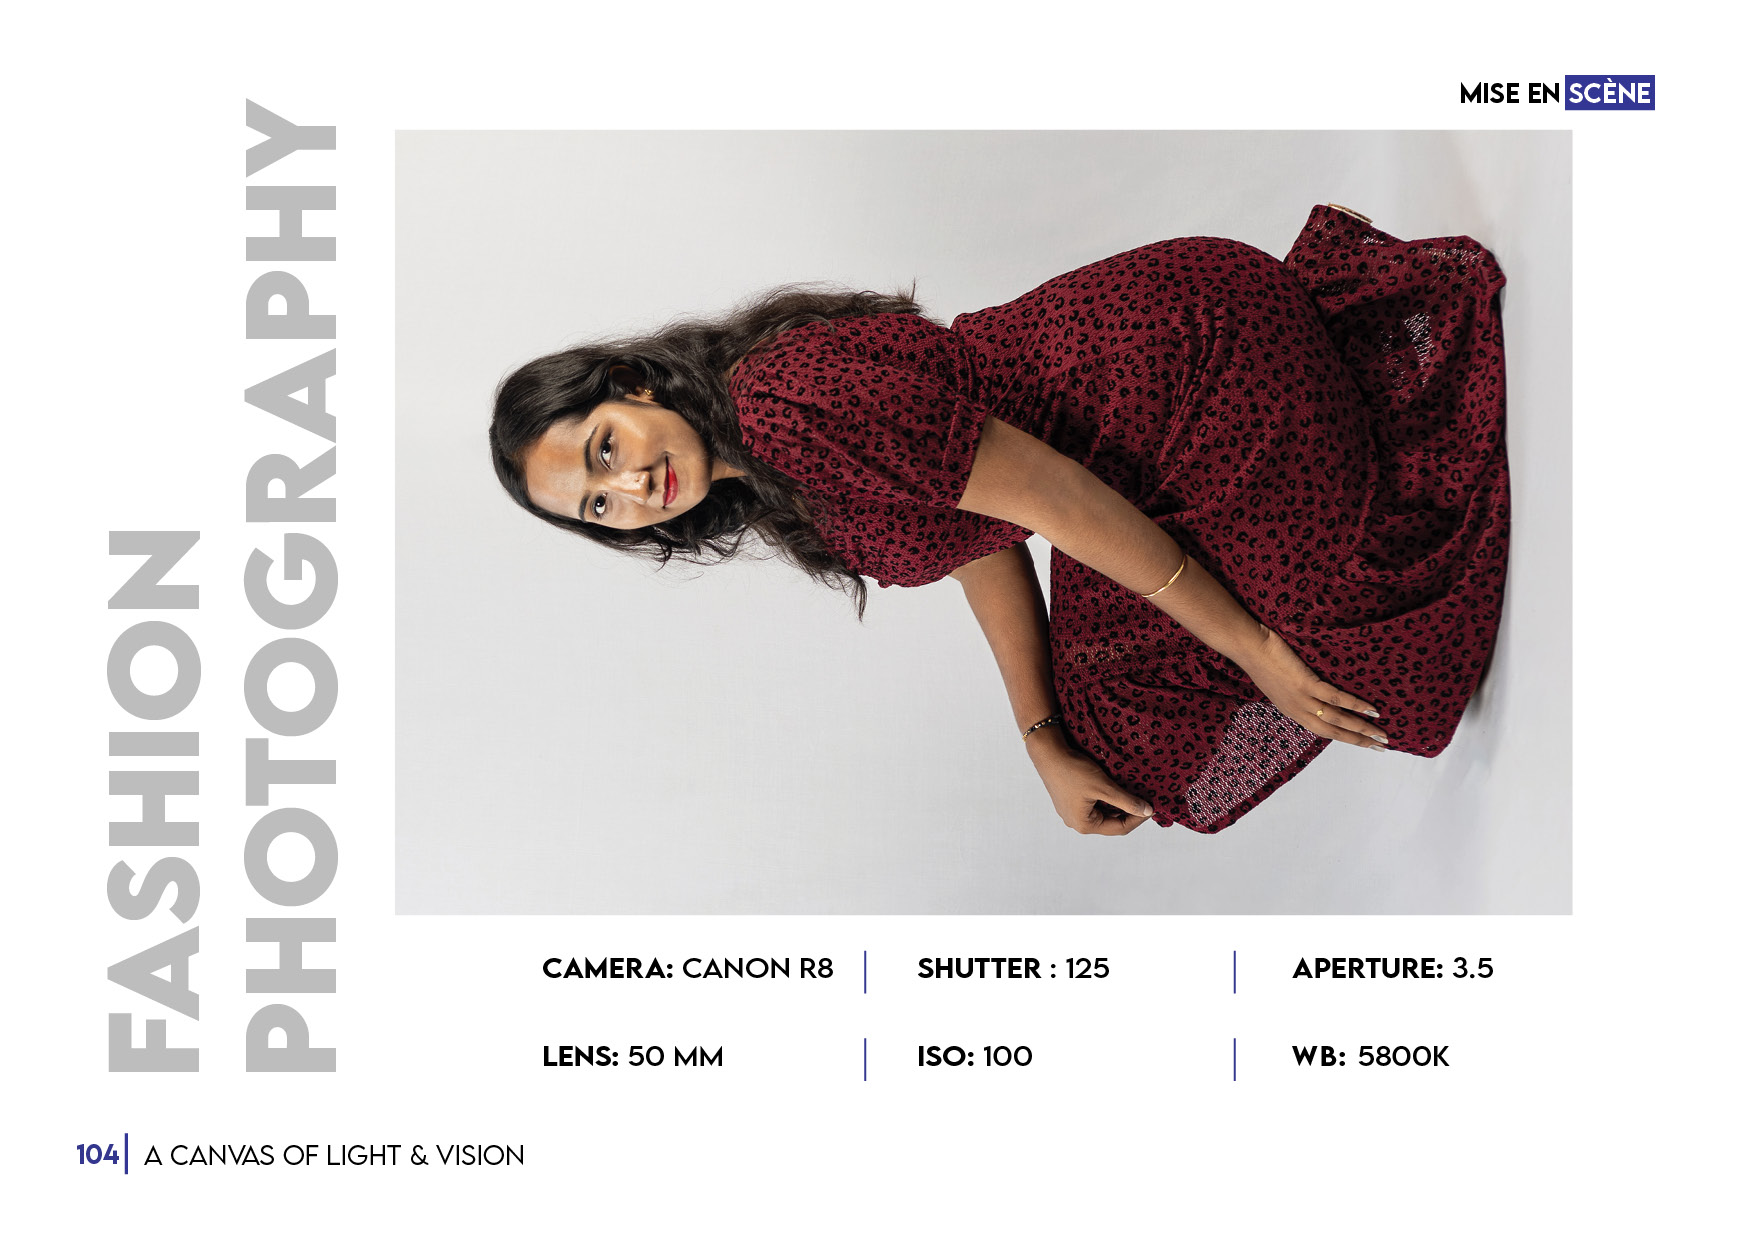 MISE EN SCÈNE
FASHION
PHOTOGRAPHY
CAMERA: CANON R8
SHUTTER : 125
APERTURE: 3.5
LENS: 50 MM
ISO: 100
WB: 5800K
104
A CANVAS OF LIGHT & VISION